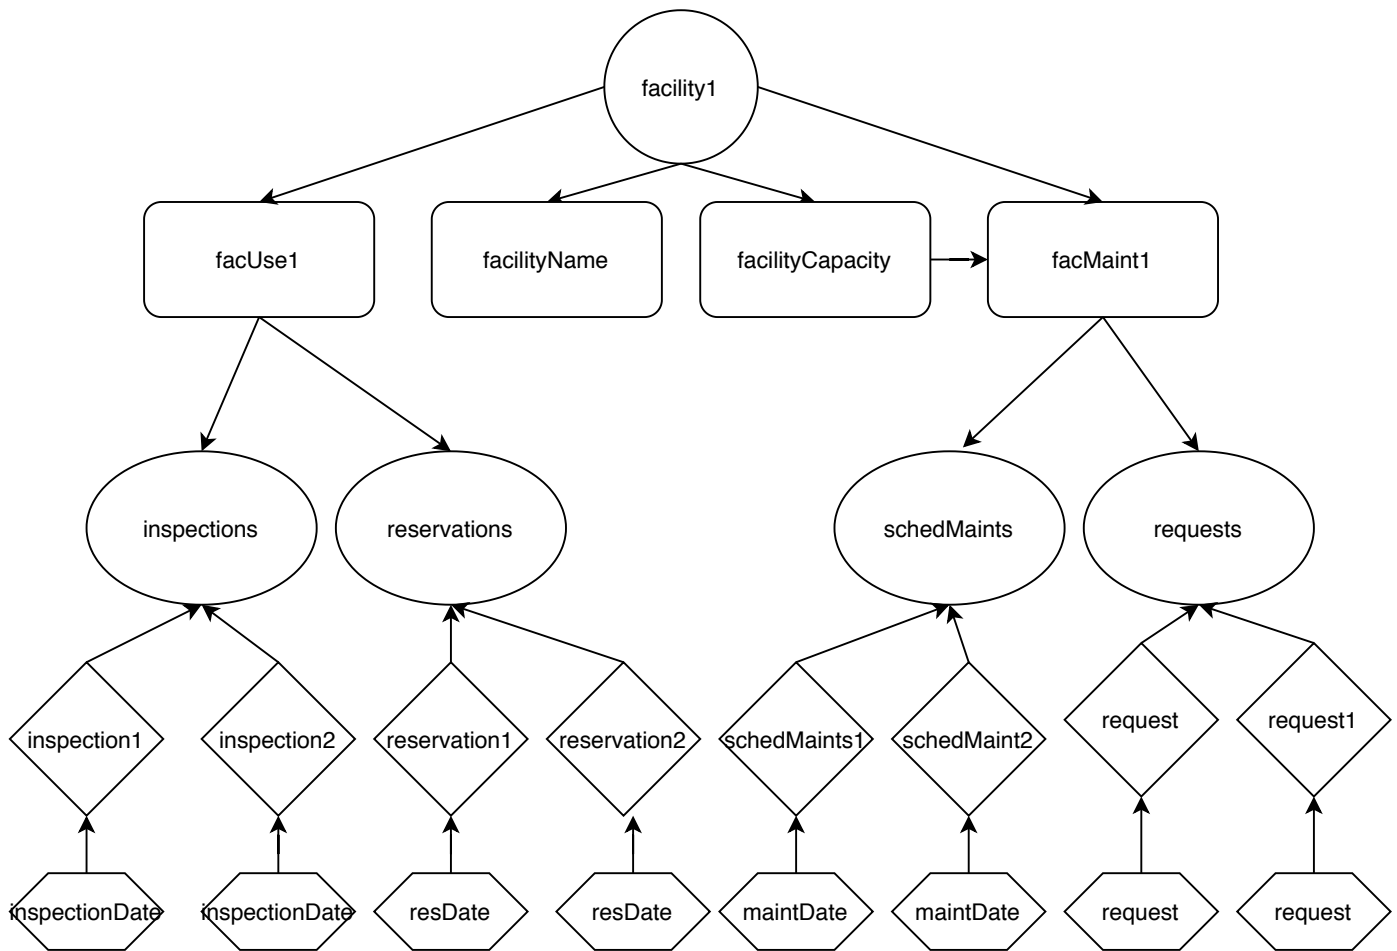 facility1
facUse1
facilityName
facilityCapacity
facMaint1
inspections
reservations
schedMaints
requests
inspection1
inspection2
reservation1
reservation2
schedMaints1
schedMaint2
request
request1
inspectionDate
inspectionDate
resDate
resDate
maintDate
maintDate
request
request